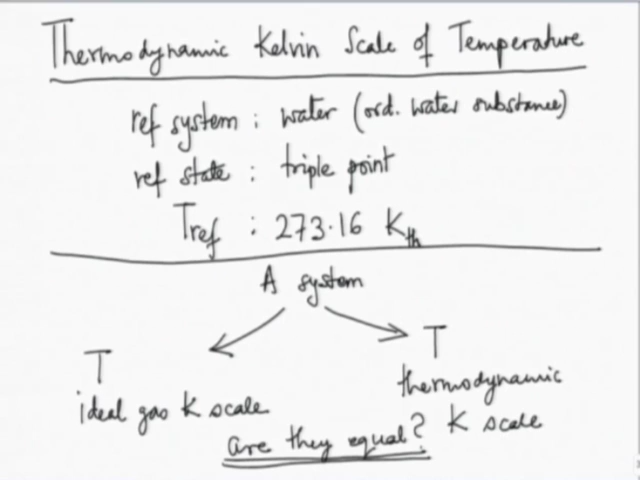 Thermodynamic Kelvin Scale of Temperature
ref system : water (ord. water substance)
ref state : triple point
Tref : 273.16 Kth
A system
T
ideal gas K scale
T
thermodynamic
K scale
are they equal?